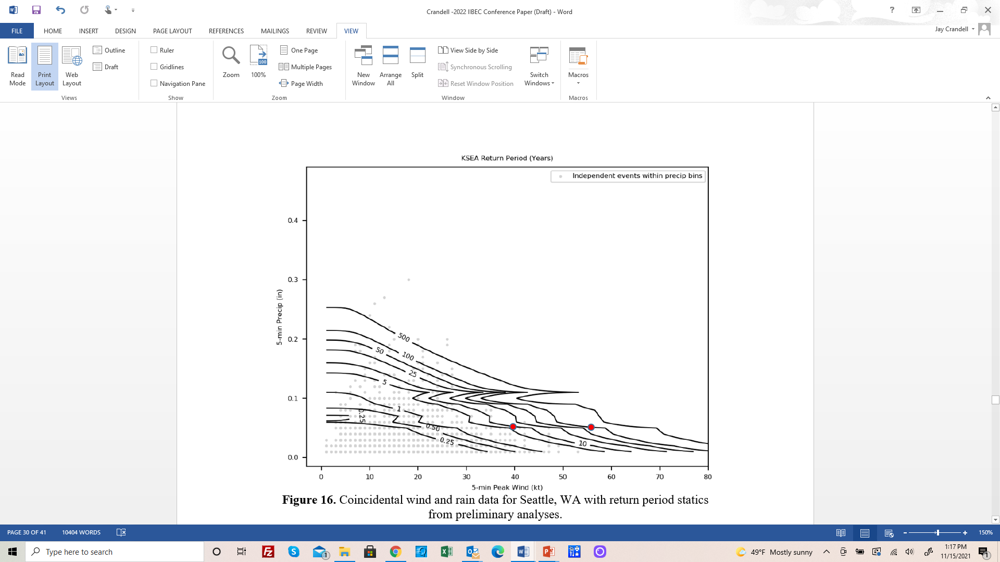 Crandell -2022 IIBEC Conference Paper (Draft) - Word
?
FILE HOME INSERT DESIGN PAGE LAYOUT REFERENCES MAILINGS REVIEW VIEW
Jay Crandell
Read Mode
Print Layout
Web Layout
Outline
Draft
Views
Ruler
Gridlines
Navigation Pane
Show
Zoom
100
100%
One Page
Multiple Pages
Page Width
Zoom
New Window
Arrange All
Split
View Side by Side
Synchronous Scrolling
Reset Window Position
Switch Windows
Window
Macros
Macros
KSEA Return Period (Years)
Independent events within precip bins
0.4
0.3
0.2
0.1
0.0
5-min Precip (in)
500
100
50
25
5
1
0.25
0.50
0.25
10
0 10 20 30 40 50 60 70 80
5-min Peak Wind (kt)
Figure 16. Coincidental wind and rain data for Seattle, WA with return period statics
from preliminary analyses.
PAGE 30 OF 41 10404 WORDS
150%
Type here to search
1
49°F Mostly sunny
1:17 PM
11/15/2021
1